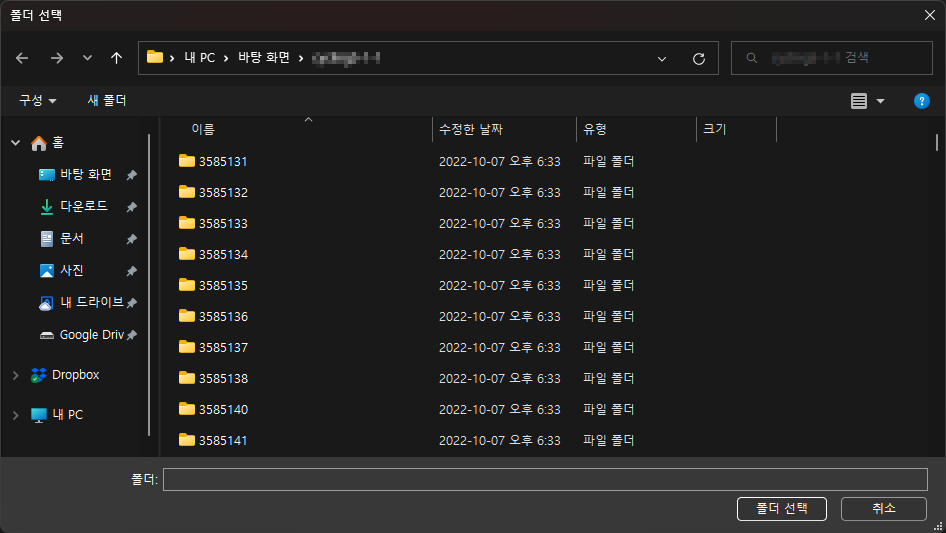 폴더 선택
내 PC
바탕 화면
검색
구성
새 폴더
?
이름 수정한 날짜 유형 크기
홈
바탕 화면
다운로드
문서
사진
내 드라이브
Google Driv
Dropbox
내 PC
3585131 2022-10-07 오후 6:33 파일 폴더
3585132 2022-10-07 오후 6:33 파일 폴더
3585133 2022-10-07 오후 6:33 파일 폴더
3585134 2022-10-07 오후 6:33 파일 폴더
3585135 2022-10-07 오후 6:33 파일 폴더
3585136 2022-10-07 오후 6:33 파일 폴더
3585137 2022-10-07 오후 6:33 파일 폴더
3585138 2022-10-07 오후 6:33 파일 폴더
3585140 2022-10-07 오후 6:33 파일 폴더
3585141 2022-10-07 오후 6:33 파일 폴더
폴더:
폴더 선택
취소